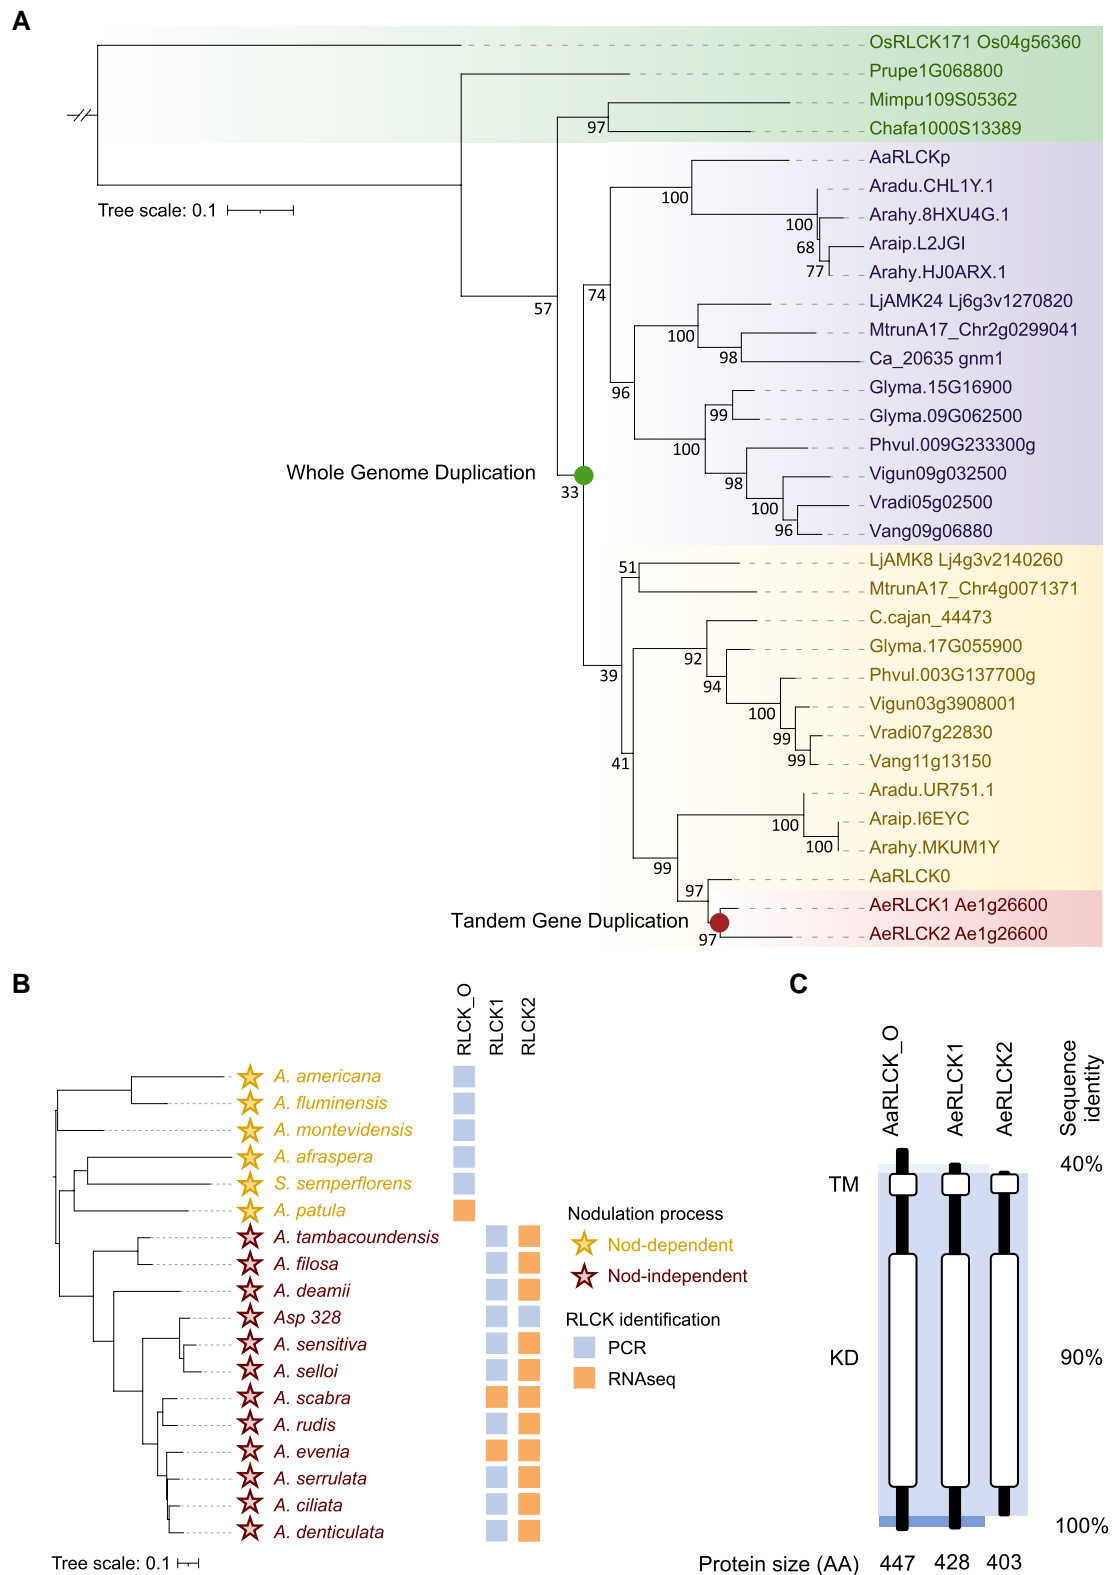 A
OsRLCK171 Os04g56360
Prupe1G068800
Mimpu109S05362
97
Chafa1000S13389
AaRLCKp
100
Aradu.CHL1Y.1
Tree scale: 0.1
100
Arahy.8HXU4G.1
68
Araip.L2JGI
77
Arahy.HJ0ARX.1
57
74
LjAMK24 Lj6g3v1270820
100
MtrunA17_Chr2g0299041
98
Ca_20635 gnm1
96
Glyma.15G16900
99
Glyma.09G062500
100
Phvul.009G233300g
Whole Genome Duplication
33
98
Vigun09g032500
100
Vradi05g02500
96
Vang09g06880
LjAMK8 Lj4g3v2140260
51
MtrunA17_Chr4g0071371
C.cajan_44473
39
92
Glyma.17G055900
94
Phvul.003G137700g
100
Vigun03g3908001
99
Vradi07g22830
41
99
Vang11g13150
Aradu.UR751.1
100
Araip.I6EYC
100
Arahy.MKUM1Y
99
AaRLCK0
97
AeRLCK1 Ae1g26600
Tandem Gene Duplication
97
AeRLCK2 Ae1g26600
B
RLCK_O
RLCK1
RLCK2
A. americana
A. fluminensis
A. montevidensis
A. afraspera
S. semperflorens
A. patula
A. tambacoundensis
A. filosa
A. deamii
Asp 328
A. sensitiva
A. selloi
A. scabra
A. rudis
A. evenia
A. serrulata
A. ciliata
A. denticulata
Tree scale: 0.1
Nodulation process
Nod-dependent
Nod-independent
RLCK identification
PCR
RNAseq
C
AaRLCK_O
AeRLCK1
AeRLCK2
Sequence
identity
40%
TM
KD
90%
100%
Protein size (AA) 447 428 403